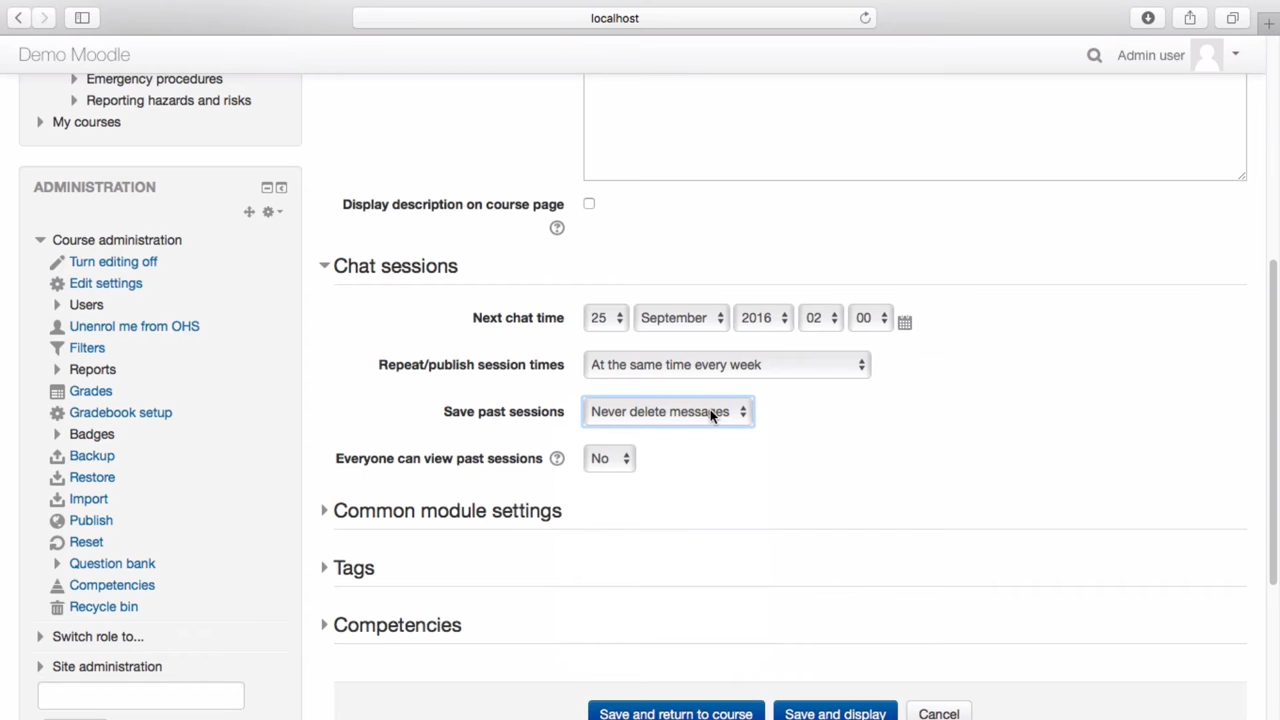 localhost
Demo Moodle
Admin user
Emergency procedures
Reporting hazards and risks
My courses
ADMINISTRATION
Course administration
Turn editing off
Edit settings
Users
Unenrol me from OHS
Filters
Reports
Grades
Gradebook setup
Badges
Backup
Restore
Import
Publish
Reset
Question bank
Competencies
Recycle bin
Switch role to...
Site administration
Display description on course page
Chat sessions
Next chat time 25 September 2016 02 00
Repeat/publish session times At the same time every week
Save past sessions Never delete messages
Everyone can view past sessions No
Common module settings
Tags
Competencies
Save and return to course Save and display Cancel